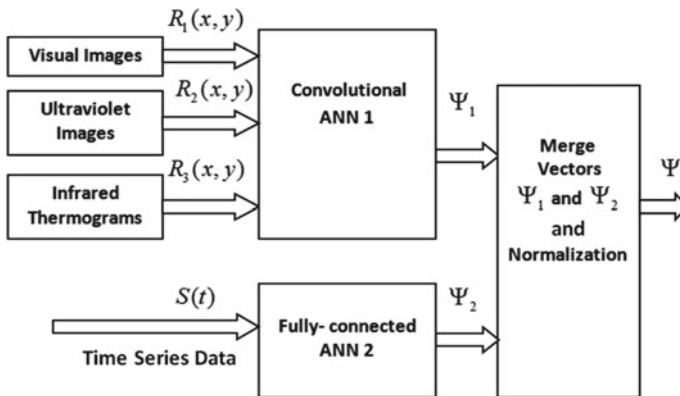 R₁(x, y)
Visual Images
R₂(x, y)
Ultraviolet
Images
R₃(x, y)
Infrared
Thermograms
Convolutional
ANN 1
Ψ₁
S(t)
Time Series Data
Fully- connected
ANN 2
Ψ₂
Merge
Vectors
Ψ₁ and Ψ₂
and
Normalization
Ψ